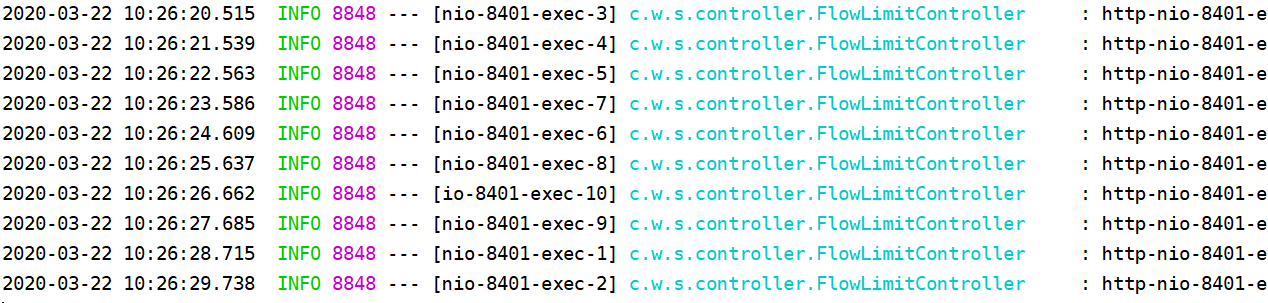 2020-03-22 10:26:20.515  INFO 8848 --- [nio-8401-exec-3] c.w.s.controller.FlowLimitController     : http-nio-8401-e
2020-03-22 10:26:21.539  INFO 8848 --- [nio-8401-exec-4] c.w.s.controller.FlowLimitController     : http-nio-8401-e
2020-03-22 10:26:22.563  INFO 8848 --- [nio-8401-exec-5] c.w.s.controller.FlowLimitController     : http-nio-8401-e
2020-03-22 10:26:23.586  INFO 8848 --- [nio-8401-exec-7] c.w.s.controller.FlowLimitController     : http-nio-8401-e
2020-03-22 10:26:24.609  INFO 8848 --- [nio-8401-exec-6] c.w.s.controller.FlowLimitController     : http-nio-8401-e
2020-03-22 10:26:25.637  INFO 8848 --- [nio-8401-exec-8] c.w.s.controller.FlowLimitController     : http-nio-8401-e
2020-03-22 10:26:26.662  INFO 8848 --- [io-8401-exec-10] c.w.s.controller.FlowLimitController     : http-nio-8401-e
2020-03-22 10:26:27.685  INFO 8848 --- [nio-8401-exec-9] c.w.s.controller.FlowLimitController     : http-nio-8401-e
2020-03-22 10:26:28.715  INFO 8848 --- [nio-8401-exec-1] c.w.s.controller.FlowLimitController     : http-nio-8401-e
2020-03-22 10:26:29.738  INFO 8848 --- [nio-8401-exec-2] c.w.s.controller.FlowLimitController     : http-nio-8401-e